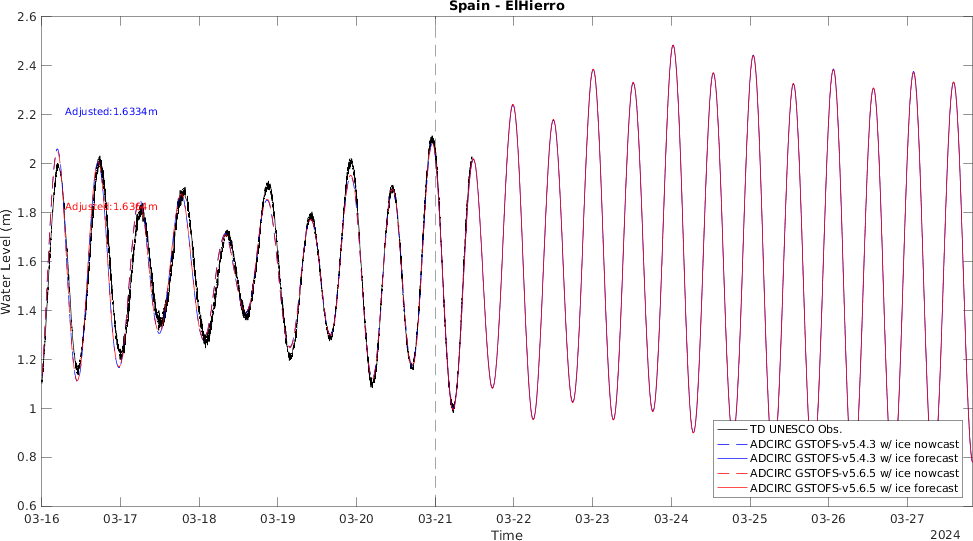 Spain - ElHierro
2.6
2.4
2.2
2
1.8
1.6
1.4
1.2
1
0.8
0.6
Water Level (m)
Adjusted:1.6334m
TD UNESCO Obs.
ADCIRC GSTOFS-v5.4.3 w/ ice nowcast
ADCIRC GSTOFS-v5.4.3 w/ ice forecast
ADCIRC GSTOFS-v5.6.5 w/ ice nowcast
ADCIRC GSTOFS-v5.6.5 w/ ice forecast
03-16 03-17 03-18 03-19 03-20 03-21 03-22 03-23 03-24 03-25 03-26 03-27
Time
2024